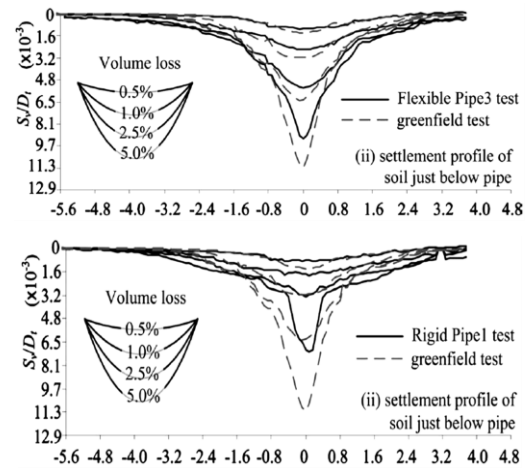 0
1.6
3.2
4.8
6.5
8.1
9.7
11.3
12.9
Sv/Dt (x10-3)
Volume loss
0.5%
1.0%
2.5%
5.0%
Flexible Pipe3 test
greenfield test
(ii) settlement profile of
soil just below pipe
-5.6 -4.8 -4.0 -3.2 -2.4 -1.6 -0.8 0 0.8 1.6 2.4 3.2 4.0 4.8
0
1.6
3.2
4.8
6.5
8.1
9.7
11.3
12.9
Sv/Dt (x10-3)
Volume loss
0.5%
1.0%
2.5%
5.0%
Rigid Pipe1 test
greenfield test
(ii) settlement profile of
soil just below pipe
-5.6 -4.8 -4.0 -3.2 -2.4 -1.6 -0.8 0 0.8 1.6 2.4 3.2 4.0 4.8